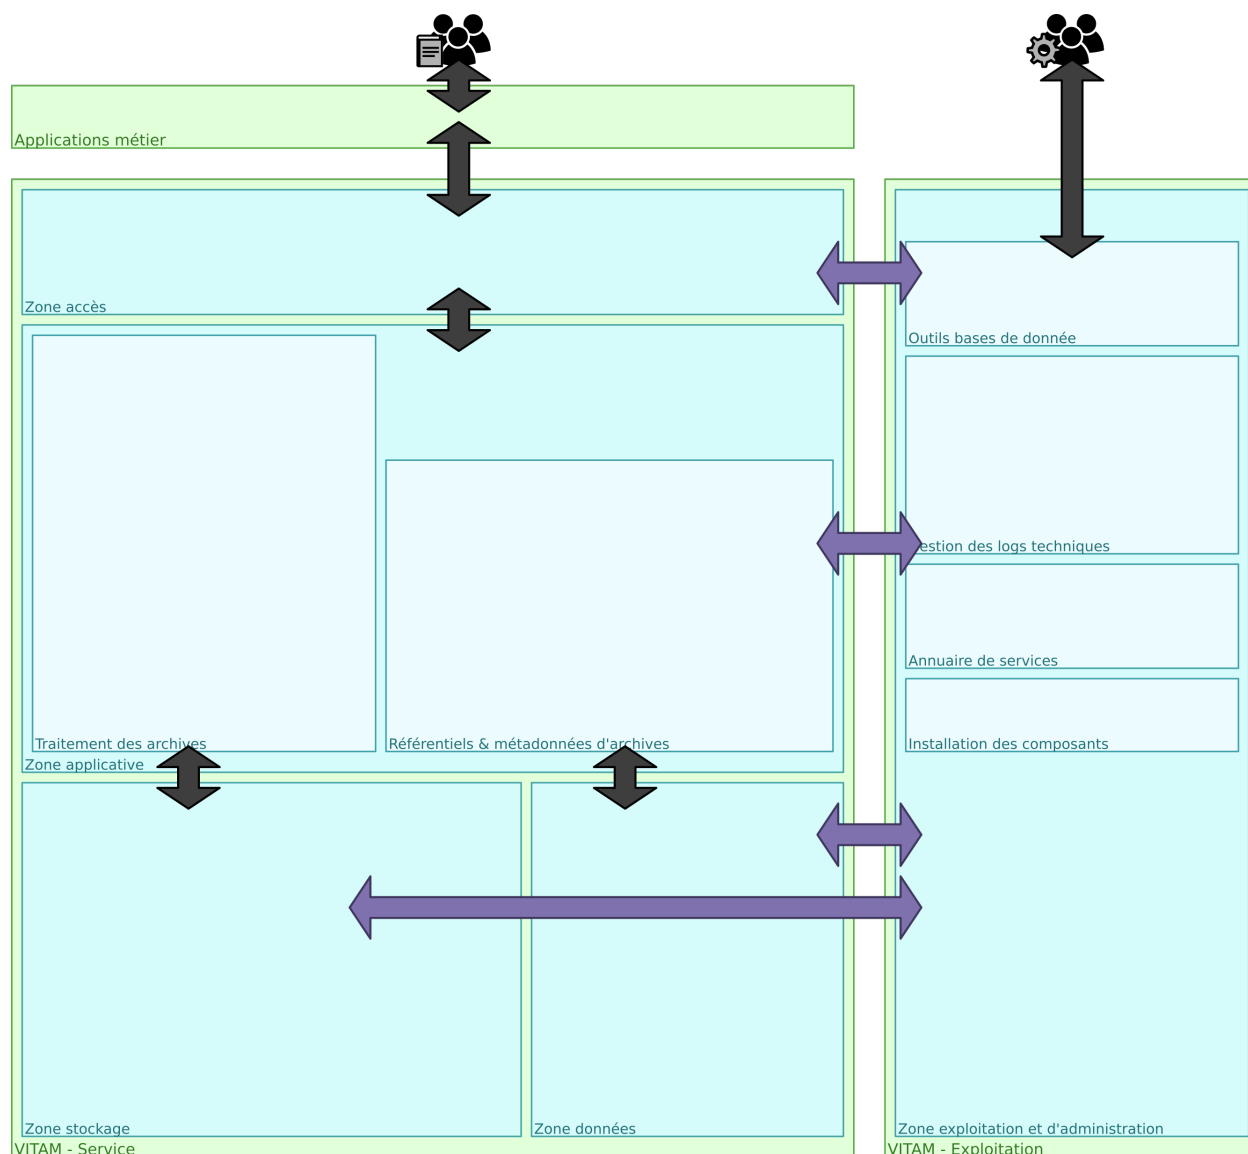 Applications métier
Zone accès
Outils bases de donnée
estion des logs techniques
Annuaire de services
Traitement des archives
Référentiels & métadonnées d'archives
Installation des composants
Zone applicative
Zone stockage
Zone données
Zone exploitation et d'administration
VITAM - Service
VITAM - Exploitation